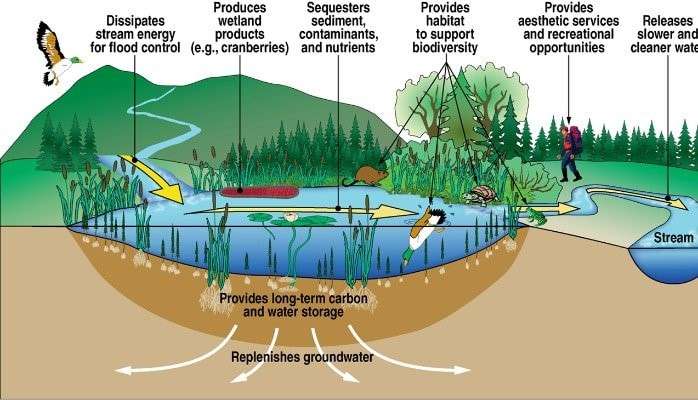 Dissipates
stream energy
for flood control
Produces
wetland
products
(e.g., cranberries)
Sequesters
sediment,
contaminants,
and nutrients
Provides
habitat
to support
biodiversity
Provides
aesthetic services
and recreational
opportunities
Releases
slower and
cleaner wate
Stream
Provides long-term carbon
and water storage
Replenishes groundwater